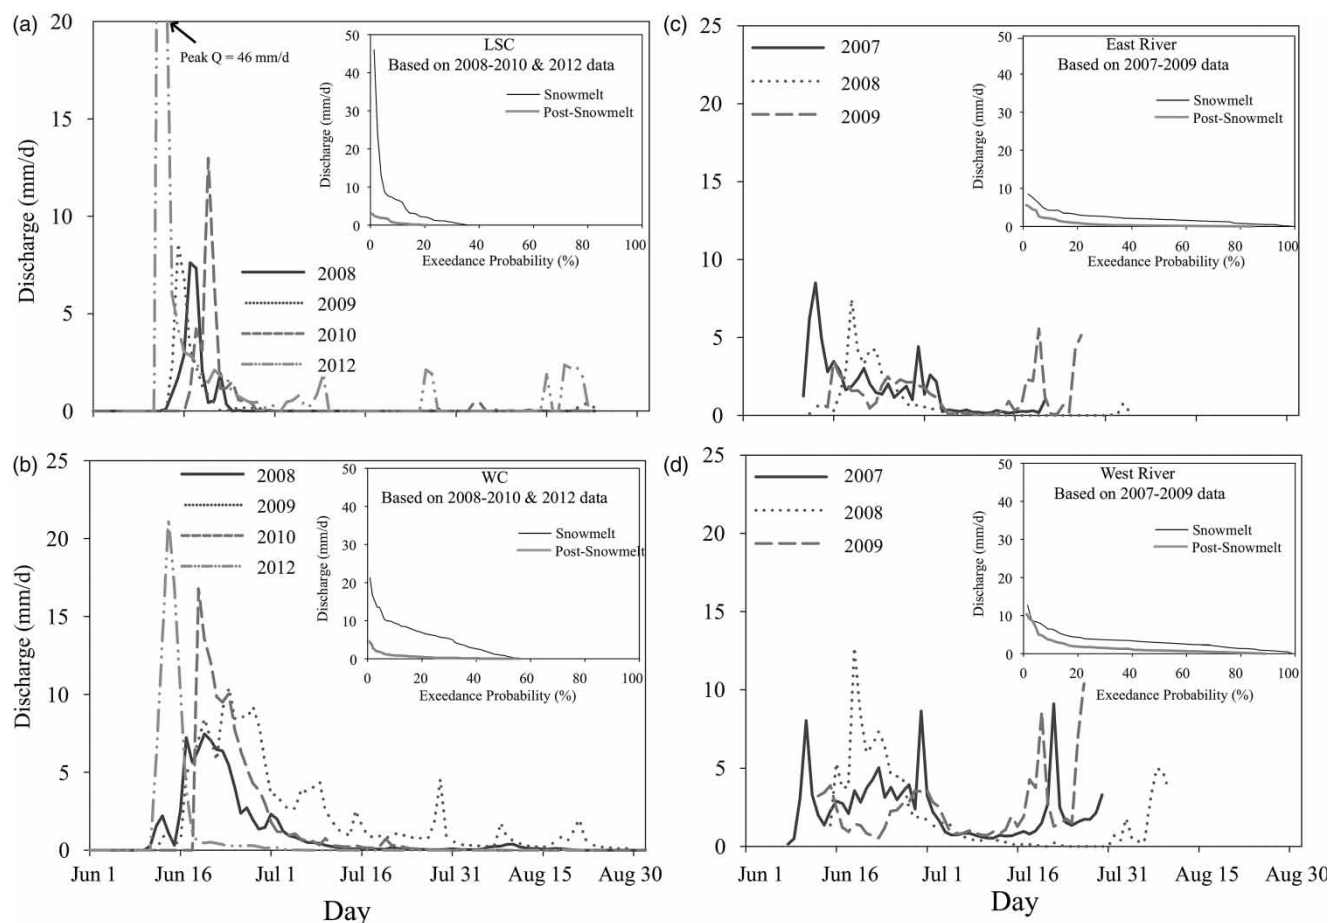 (a)
20
15
10
5
0
Discharge (mm/d)
Peak Q = 46 mm/d
2008
2009
2010
2012
LSC
Based on 2008-2010 & 2012 data
Snowmelt
Post-Snowmelt
50
40
30
20
10
0
Discharge (mm/d)
0 20 40 60 80 100
Exeedance Probability (%)
(c)
25
20
15
10
5
0
2007
2008
2009
East River
Based on 2007-2009 data
Snowmelt
Post-Snowmelt
50
40
30
20
10
0
Discharge (mm/d)
0 20 40 60 80 100
Exeedance Probability (%)
(b)
25
20
15
10
5
0
Discharge (mm/d)
2008
2009
2010
2012
WC
Based on 2008-2010 & 2012 data
Snowmelt
Post-Snowmelt
50
40
30
20
10
0
Discharge (mm/d)
0 20 40 60 80 100
Exeedance Probability (%)
Jun 1 Jun 16 Jul 1 Jul 16 Jul 31 Aug 15 Aug 30
Day
(d)
25
20
15
10
5
0
2007
2008
2009
West River
Based on 2007-2009 data
Snowmelt
Post-Snowmelt
50
40
30
20
10
0
Discharge (mm/d)
0 20 40 60 80 100
Exeedance Probability (%)
Jun 1 Jun 16 Jul 1 Jul 16 Jul 31 Aug 15 Aug 30
Day